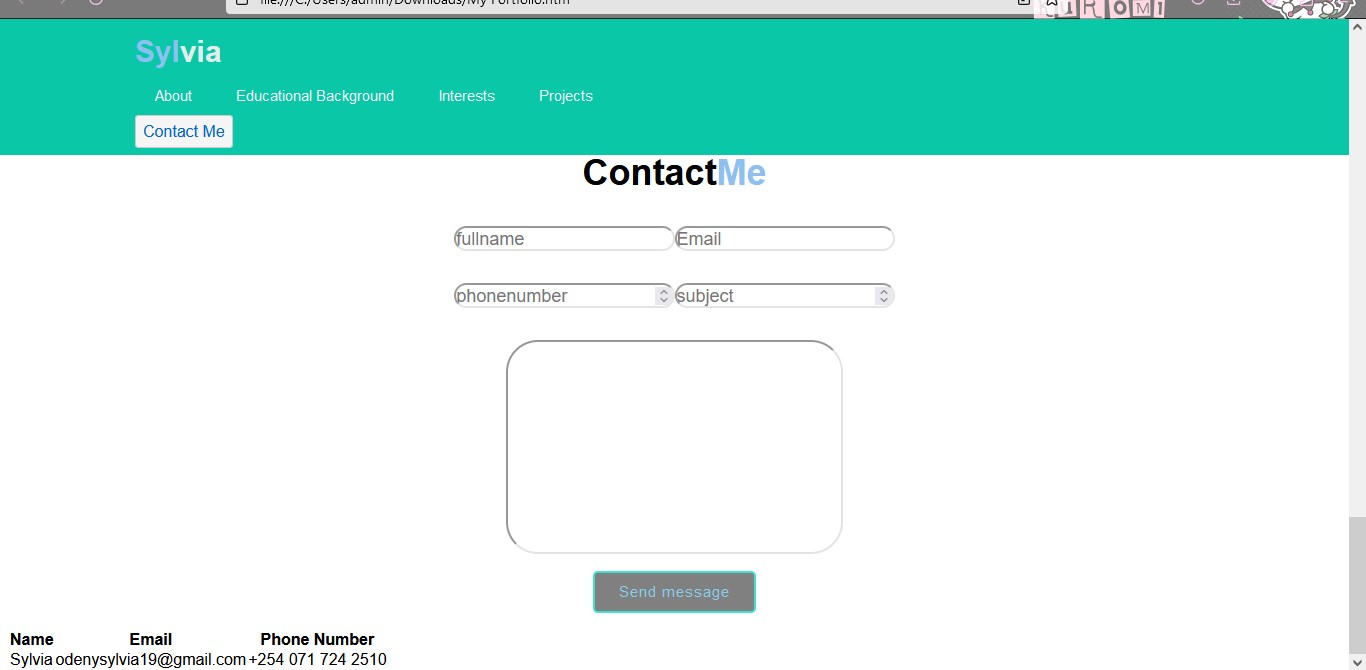 file:///C:/Users/admin/Downloads/My Portfolio.htm
KUROMI
Sylvia
About Educational Background Interests Projects
Contact Me
ContactMe
fullname Email
phonenumber subject
Send message
Name Email Phone Number
Sylvia odenysylvia19@gmail.com +254 071 724 2510